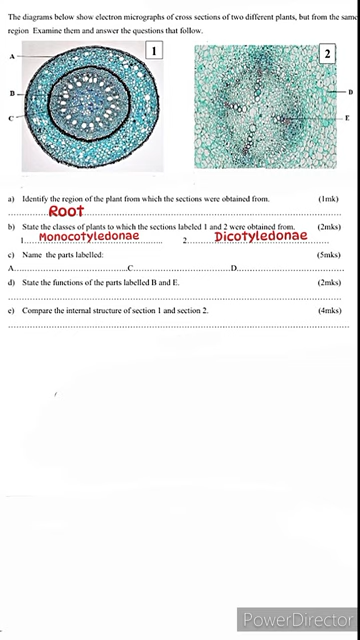 The diagrams below show electron micrographs of cross sections of two different plants, but from the same
region Examine them and answer the questions that follow.
1
2
A
B
C
D
E
a) Identify the region of the plant from which the sections were obtained. (1mk)
Root
b) State the classes of plants to which the sections labeled 1 and 2 were obtained from. (2mks)
1. Monocotyledonae 2. Dicotyledonae
c) Name the parts labelled: (5mks)
A..............................C..............................D..............................
d) State the functions of the parts labelled B and E. (2mks)
e) Compare the internal structure of section 1 and section 2. (4mks)
PowerDirector